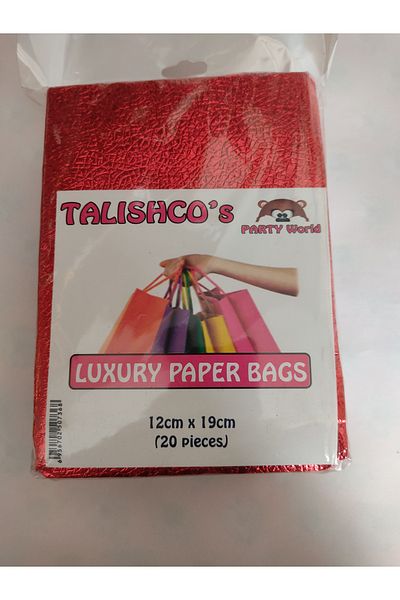 TALISHCO's
PARTY World
LUXURY PAPER BAGS
12cm x 19cm
(20 pieces)